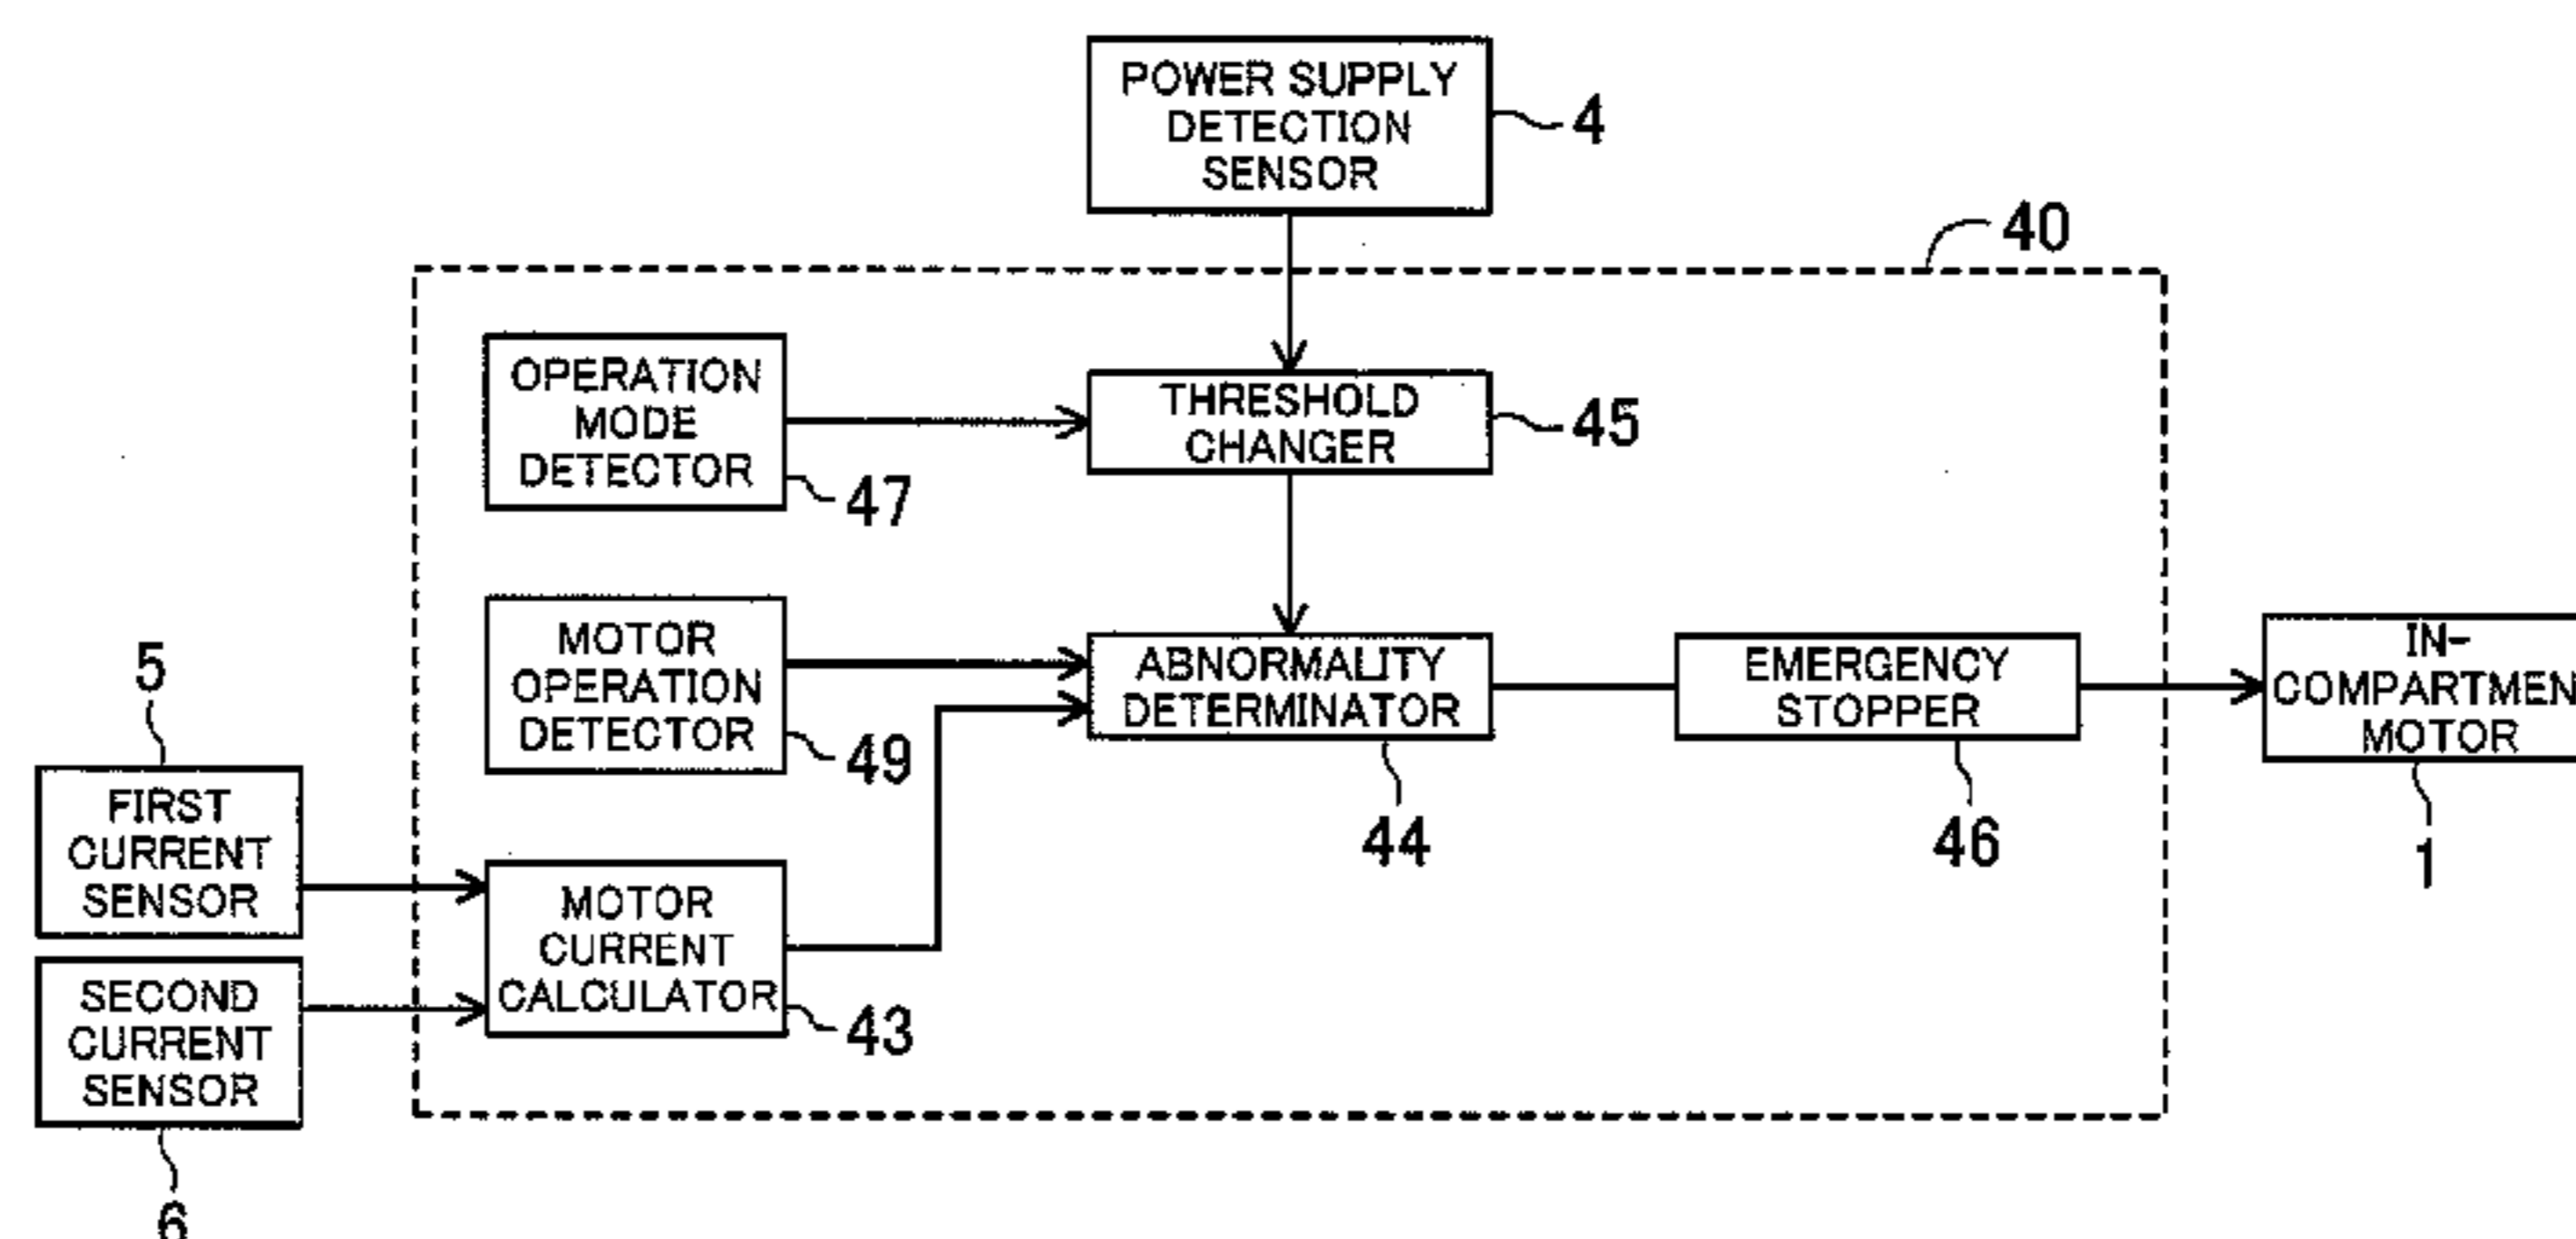 POWER SUPPLY
DETECTION
SENSOR
4
40
OPERATION
MODE
DETECTOR
47
THRESHOLD
CHANGER
45
MOTOR
OPERATION
DETECTOR
49
ABNORMALITY
DETERMINATOR
44
EMERGENCY
STOPPER
46
IN-
COMPARTMEN
MOTOR
1
5
FIRST
CURRENT
SENSOR
MOTOR
CURRENT
CALCULATOR
43
SECOND
CURRENT
SENSOR
6